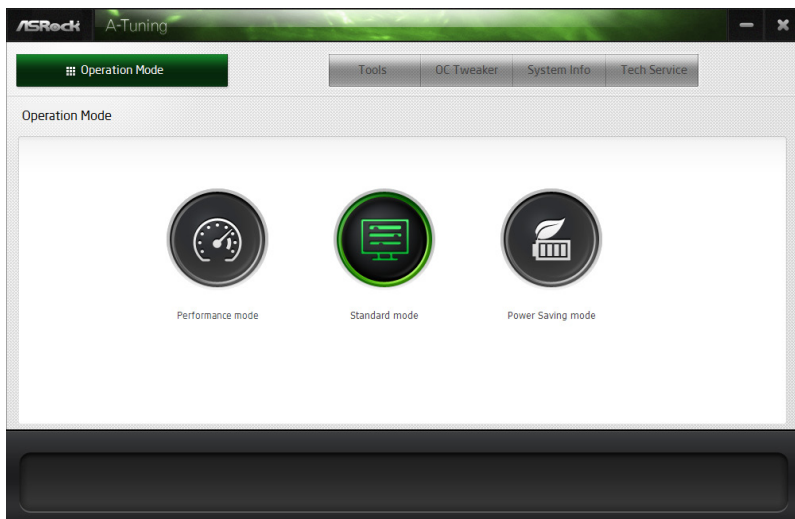 ASRock A-Tuning
Operation Mode Tools OC Tweaker System Info Tech Service
Operation Mode
Performance mode Standard mode Power Saving mode